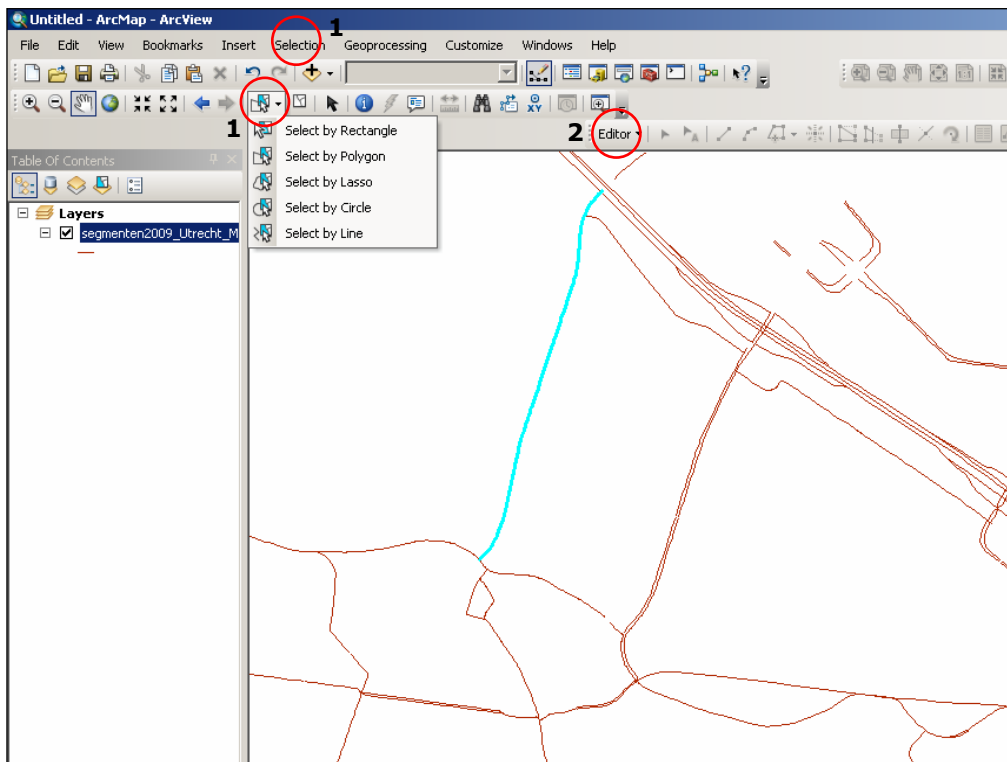 Untitled - ArcMap - ArcView
1
File Edit View Bookmarks Insert Selection Geoprocessing Customize Windows Help
1
2 Editor
Select by Rectangle
Select by Polygon
Select by Lasso
Select by Circle
Select by Line
Table Of Contents
Layers
segmenten2009_Utrecht_M